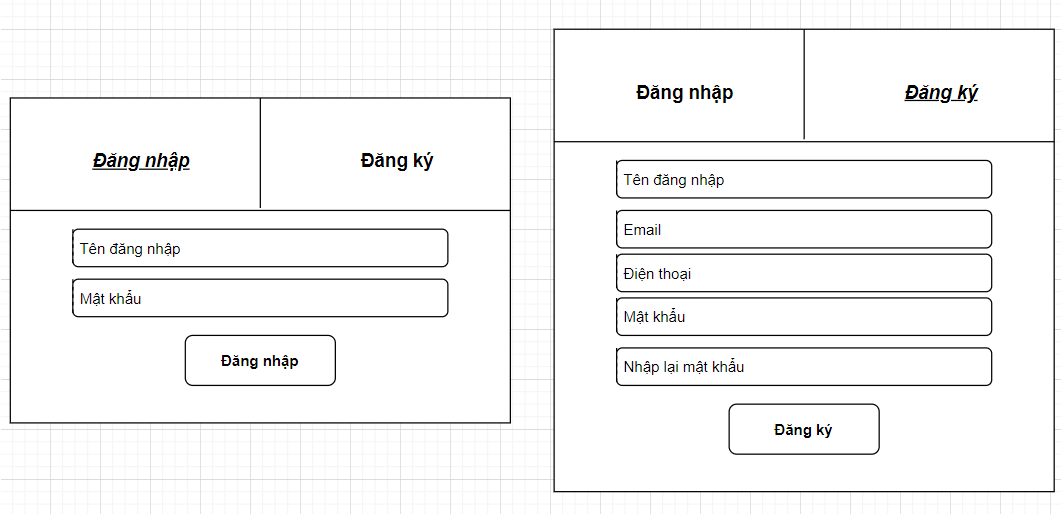 Đăng nhập
Đăng ký
Tên đăng nhập
Mật khẩu
Đăng nhập
Đăng nhập
Đăng ký
Tên đăng nhập
Email
Điện thoại
Mật khẩu
Nhập lại mật khẩu
Đăng ký